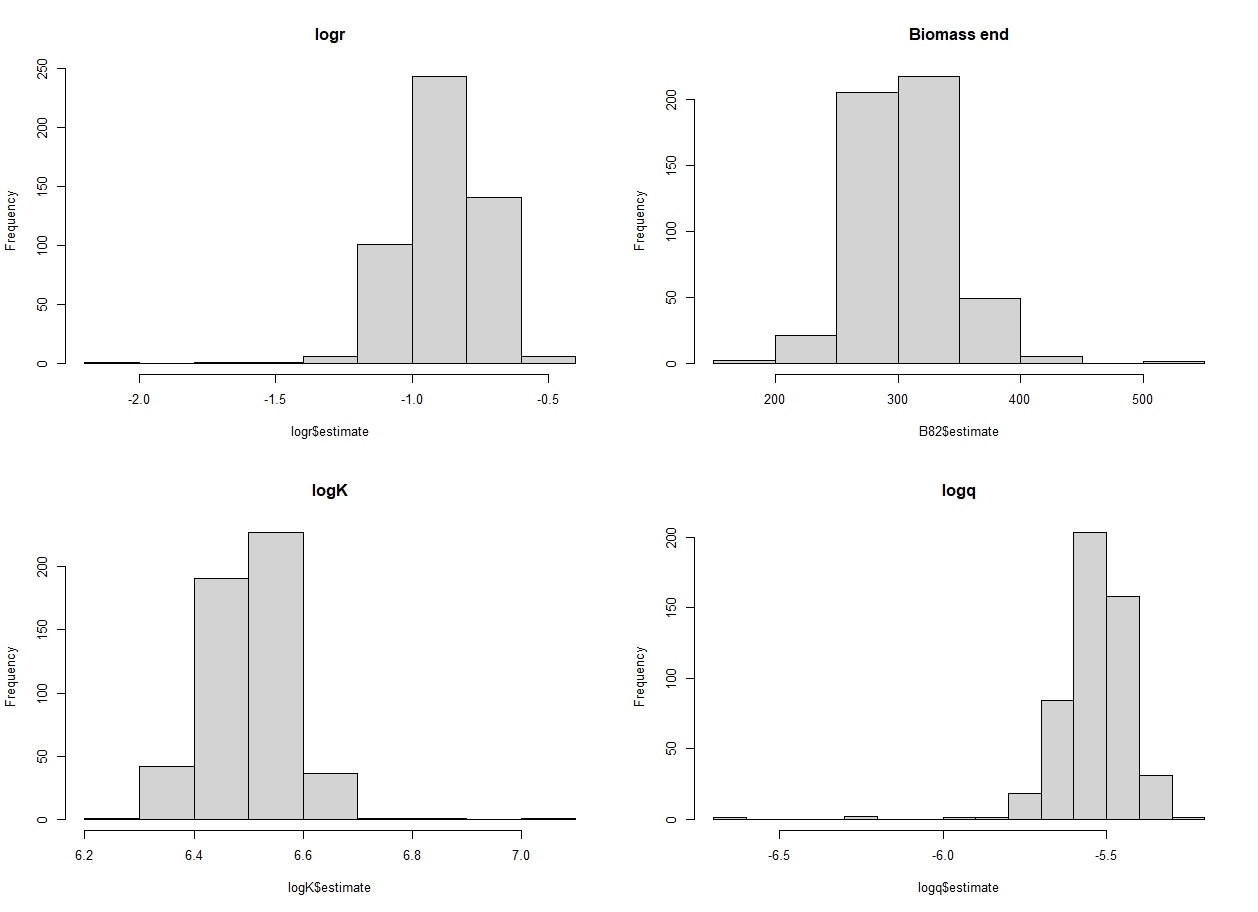 logr
Frequency
0 50 100 150 200 250
-2.0 -1.5 -1.0 -0.5
logr$estimate
Biomass end
Frequency
0 50 100 150 200
200 300 400 500
B82$estimate
logK
Frequency
0 50 100 150 200
6.2 6.4 6.6 6.8 7.0
logK$estimate
logq
Frequency
0 50 100 150 200
-6.5 -6.0 -5.5
logq$estimate